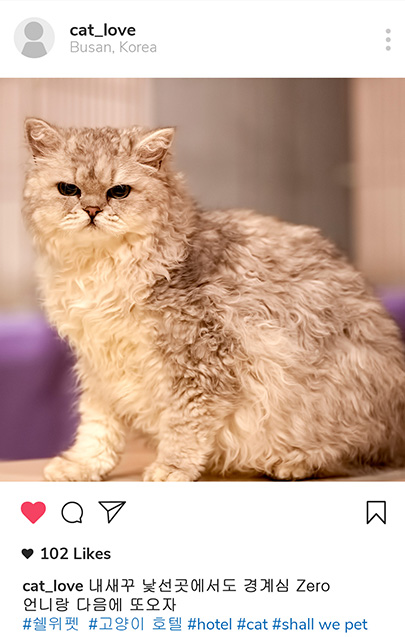 cat_love
Busan, Korea
102 Likes
cat_love 내새꾸 낯선곳에서도 경계심 Zero
언니랑 다음에 또오자
#쉘위펫 #고양이 호텔 #hotel #cat #shall we pet